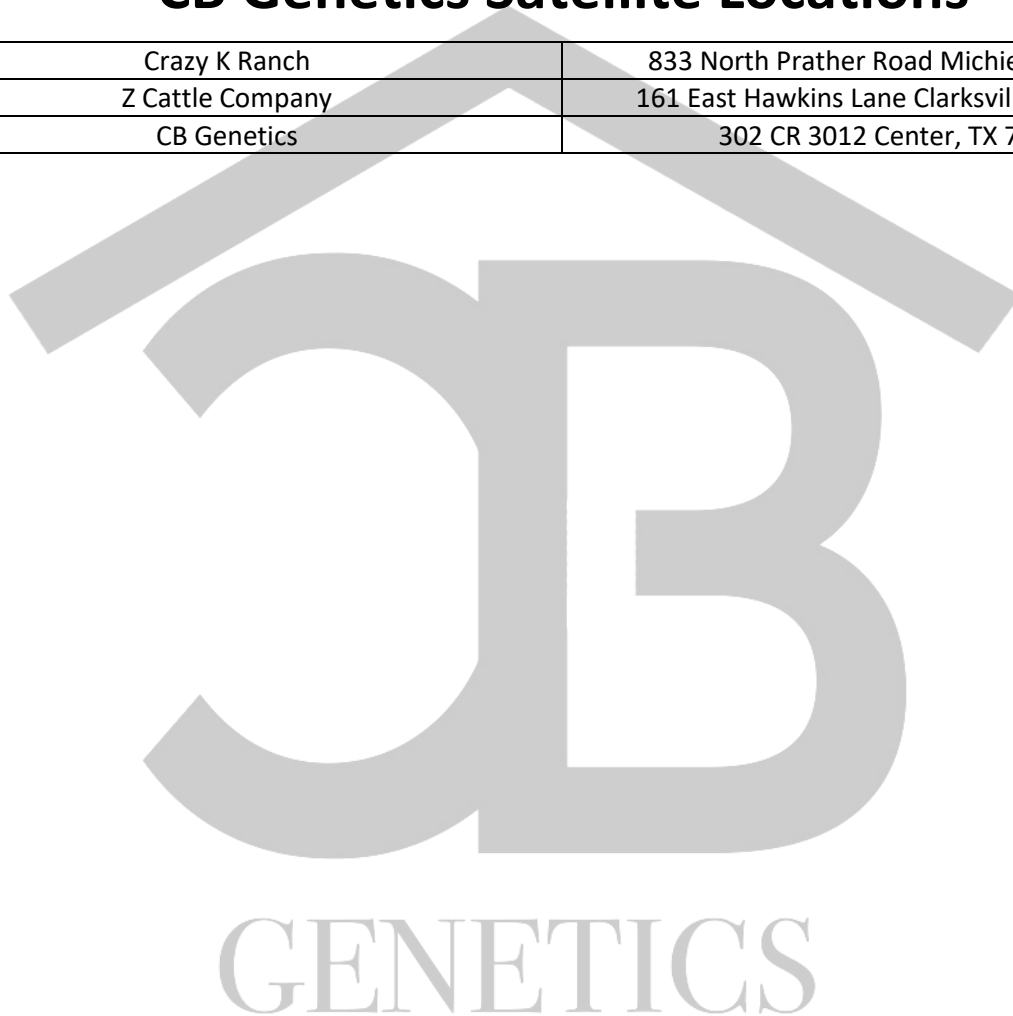 CB Genetics Satellite Locations
Crazy K Ranch 833 North Prather Road Michie
Z Cattle Company 161 East Hawkins Lane Clarksvil
CB Genetics 302 CR 3012 Center, TX 7
CB
GENETICS